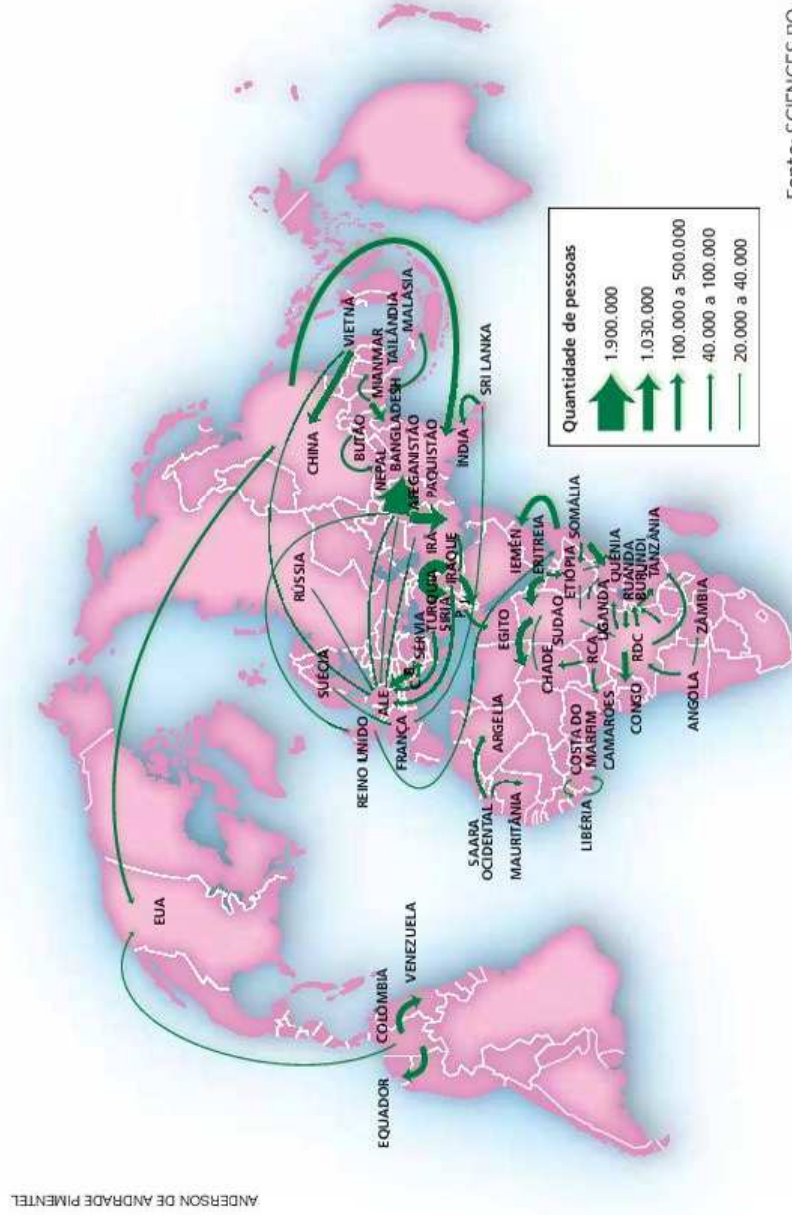 ANDERSON DE ANDRADE PIMENTEL
EUA
COLÔMBIA
VENEZUELA
EQUADOR
REINO UNIDO
SUÉCIA
RÚSSIA
ALE.
FRANÇA
SÉRVIA
TURQUIA
SÍRIA
IRÃ
IRAQUE
CHINA
VIETNÃ
BUTÃO
NEPAL
MIANMAR
BANGLADESH
TAILÂNDIA
MALÁSIA
AFEGANISTÃO
PAQUISTÃO
ÍNDIA
SRI LANKA
SAARA
OCIDENTAL
ARGÉLIA
MAURITÂNIA
EGITO
IEMÊN
ERITREIA
SUDÃO
ETIÓPIA
SOMÁLIA
CHADE
COSTA DO
MARFIM
RCA
UGANDA
QUÊNIA
RUANDA
BURUNDI
TANZÂNIA
LIBÉRIA
CAMARÕES
CONGO
RDC
ANGOLA
ZÂMBIA
Quantidade de pessoas
1.900.000
1.030.000
100.000 a 500.000
40.000 a 100.000
20.000 a 40.000
Fonte: SCIENCES PO